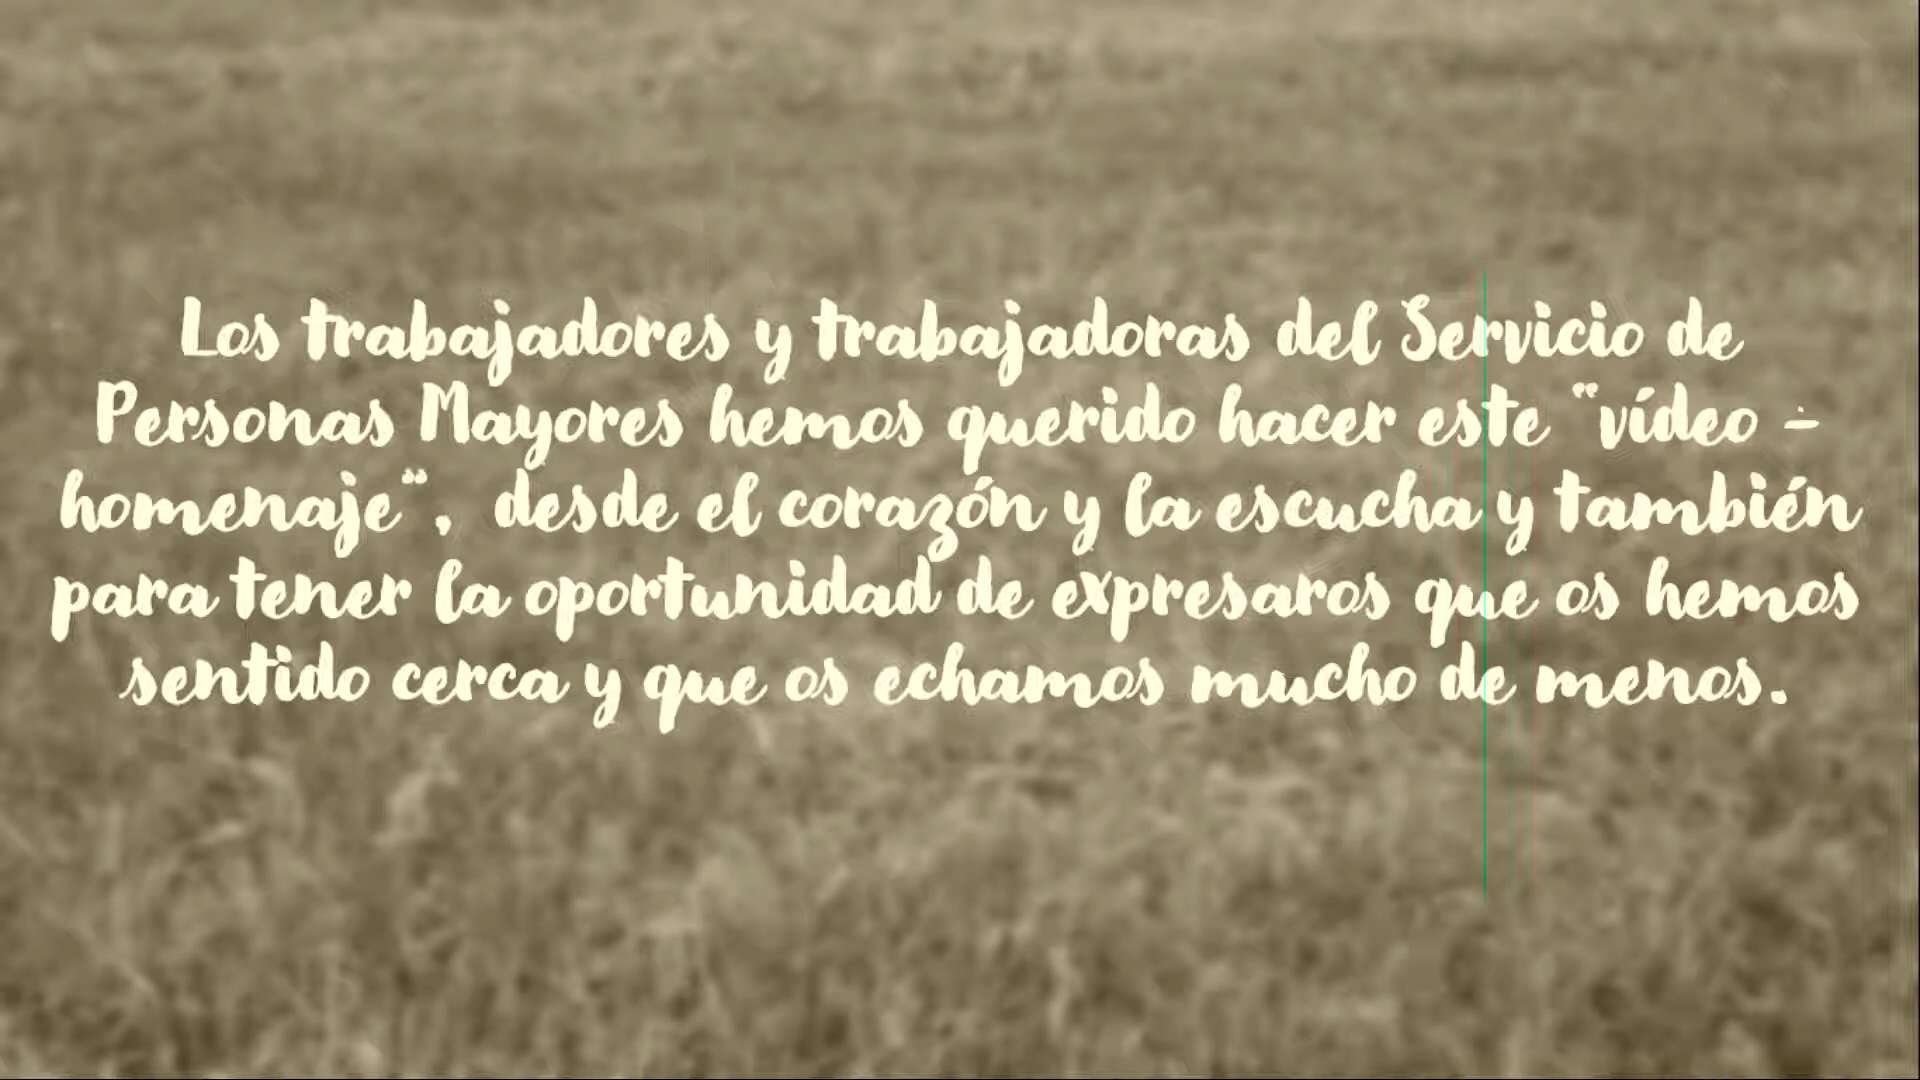 Los trabajadores y trabajadoras del Servicio de
Personas Mayores hemos querido hacer este "vídeo -
homenaje", desde el corazón y la escucha y también
para tener la oportunidad de expresaros que os hemos
sentido cerca y que os echamos mucho de menos.